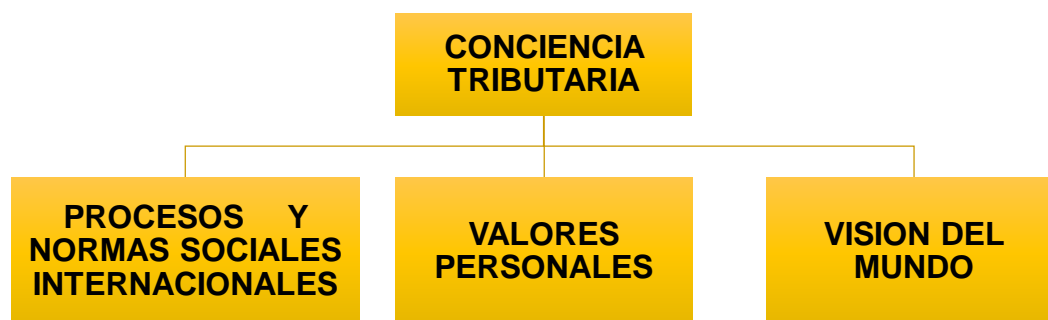 CONCIENCIA
TRIBUTARIA
PROCESOS Y
NORMAS SOCIALES
INTERNACIONALES
VALORES
PERSONALES
VISION DEL
MUNDO